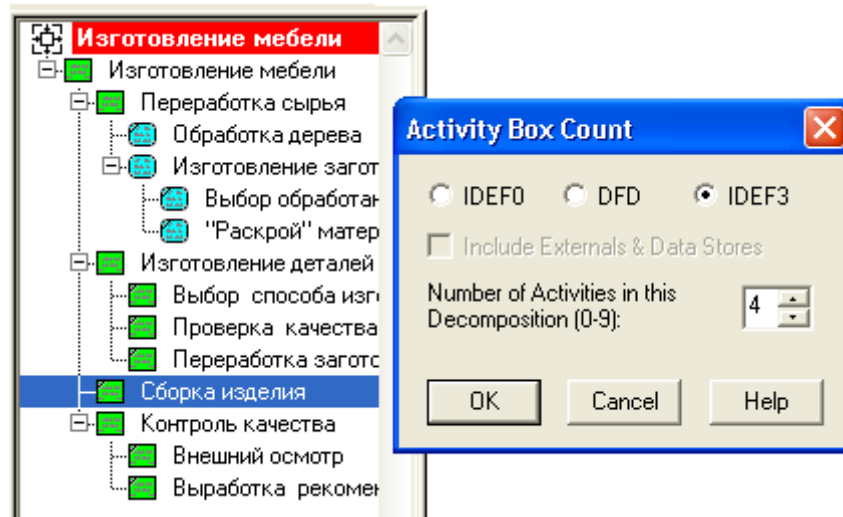 Изготовление мебели
Изготовление мебели
Переработка сырья
Обработка дерева
Изготовление загот
Выбор обработан
"Раскрой" матер
Изготовление деталей
Выбор способа изг
Проверка качества
Переработка загото
Сборка изделия
Контроль качества
Внешний осмотр
Выработка рекомен
Activity Box Count
IDEF0 DFD IDEF3
Include Externals & Data Stores
Number of Activities in this
Decomposition (0-9):
4
OK Cancel Help